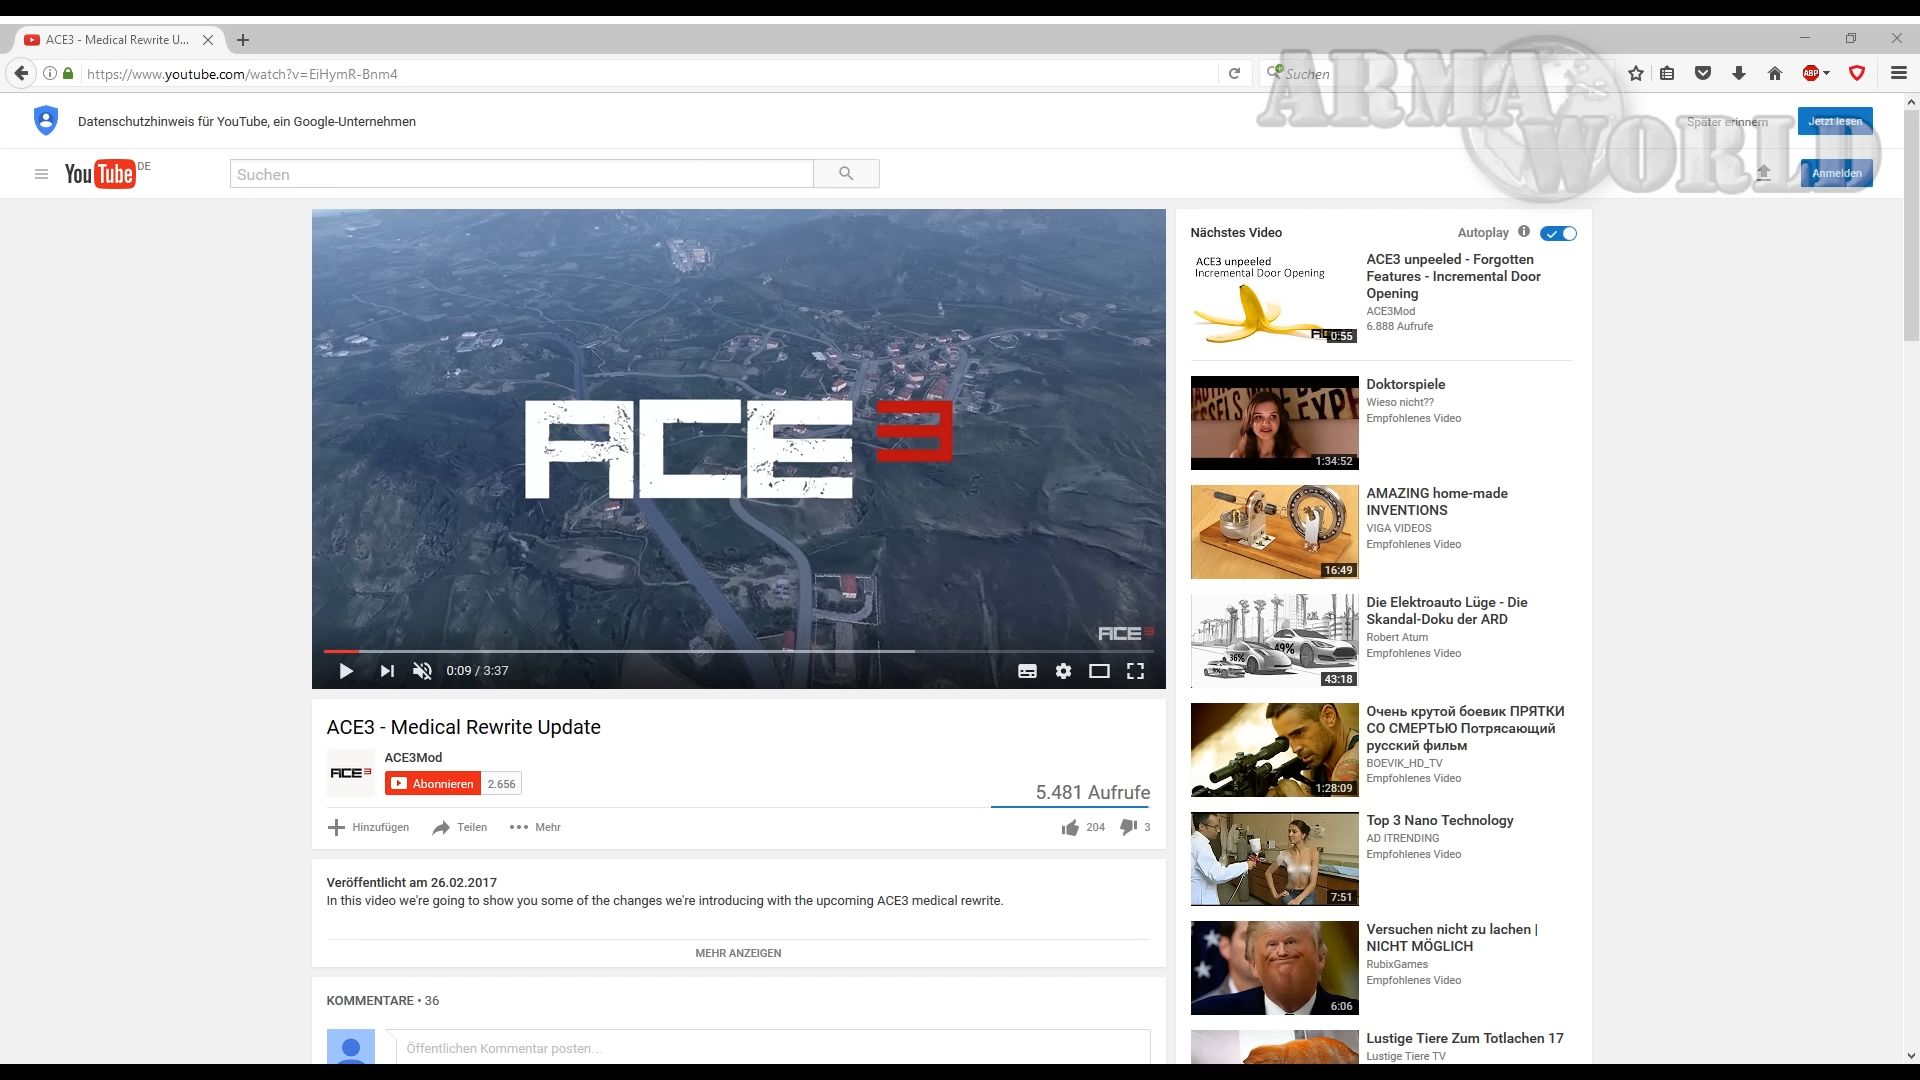 ACE3 - Medical Rewrite U...
https://www.youtube.com/watch?v=EiHymR-Bnm4
Suchen
ABP
ARMA
WORLD
Datenschutzhinweis für YouTube, ein Google-Unternehmen
Später erinnern
Jetzt lesen
YouTube DE
Suchen
Anmelden
ACE3
ACE3
0:09 / 3:37
ACE3 - Medical Rewrite Update
ACE3
ACE3Mod
Abonnieren 2.656
5.481 Aufrufe
Hinzufügen Teilen Mehr
204 3
Veröffentlicht am 26.02.2017
In this video we're going to show you some of the changes we're introducing with the upcoming ACE3 medical rewrite.
MEHR ANZEIGEN
KOMMENTARE • 36
Öffentlichen Kommentar posten...
Nächstes Video
Autoplay
ACE3 unpeeled
Incremental Door Opening
0:55
ACE3 unpeeled - Forgotten
Features - Incremental Door
Opening
ACE3Mod
6.888 Aufrufe
1:34:52
Doktorspiele
Wieso nicht??
Empfohlenes Video
16:49
AMAZING home-made
INVENTIONS
VIGA VIDEOS
Empfohlenes Video
36%
49%
43:18
Die Elektroauto Lüge - Die
Skandal-Doku der ARD
Robert Atum
Empfohlenes Video
1:28:09
Очень крутой боевик ПРЯТКИ
СО СМЕРТЬЮ Потрясающий
русский фильм
BOEVIK_HD_TV
Empfohlenes Video
7:51
Top 3 Nano Technology
AD ITRENDING
Empfohlenes Video
6:06
Versuchen nicht zu lachen |
NICHT MÖGLICH
RubixGames
Empfohlenes Video
Lustige Tiere Zum Totlachen 17
Lustige Tiere TV